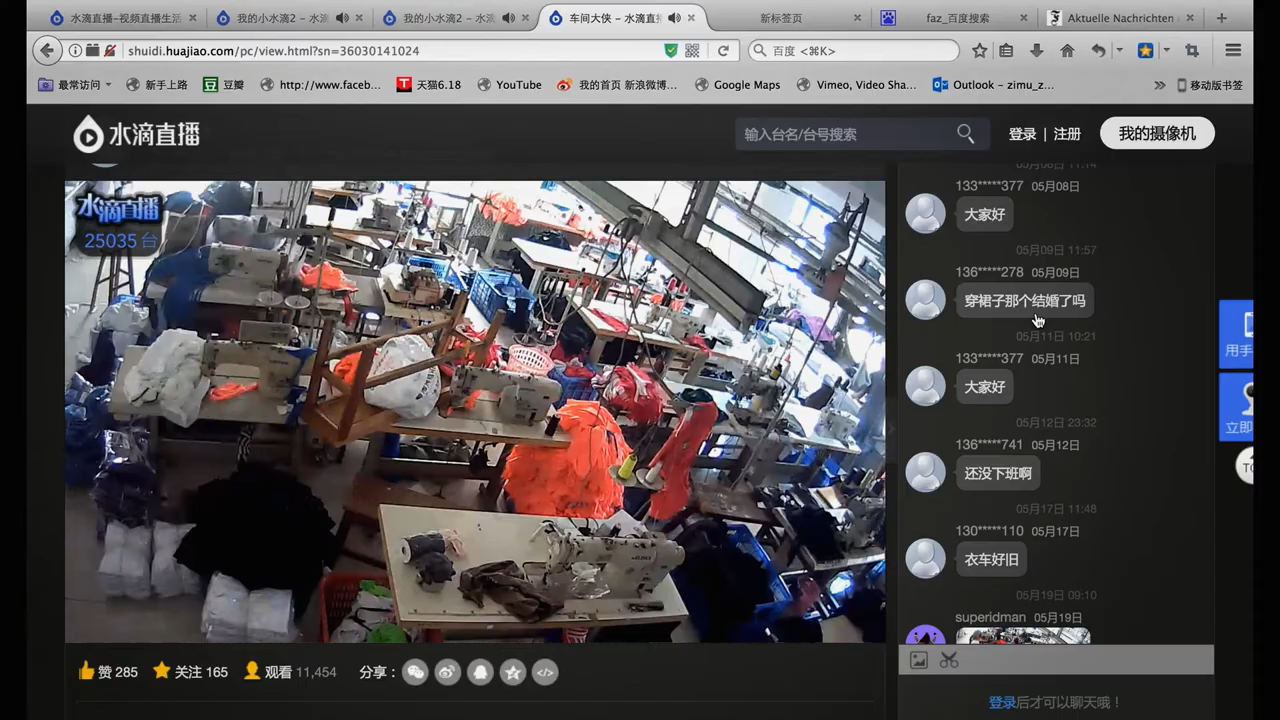 水滴直播-视频直播生活
我的小水滴2 - 水滴
我的小水滴2 - 水滴
车间大侠 - 水滴直播
新标签页
faz_百度搜索
Aktuelle Nachrichten
shuidi.huajiao.com/pc/view.html?sn=36030141024
百度 <⌘K>
最常访问
新手上路
豆瓣
http://www.faceb...
天猫6.18
YouTube
我的首页 新浪微博...
Google Maps
Vimeo, Video Sha...
Outlook - zimu_z...
移动版书签
水滴直播
输入台名/台号搜索
登录 | 注册
我的摄像机
水滴直播
25035 台
05月08日 11:14
133*****377 05月08日
大家好
05月09日 11:57
136*****278 05月09日
穿裙子那个结婚了吗
05月11日 10:21
133*****377 05月11日
大家好
05月12日 23:32
136*****741 05月12日
还没下班啊
05月17日 11:48
130*****110 05月17日
衣车好旧
05月19日 09:10
superidman 05月19日
用手
立即
赞 285
关注 165
观看 11,454
分享：
登录后才可以聊天哦！